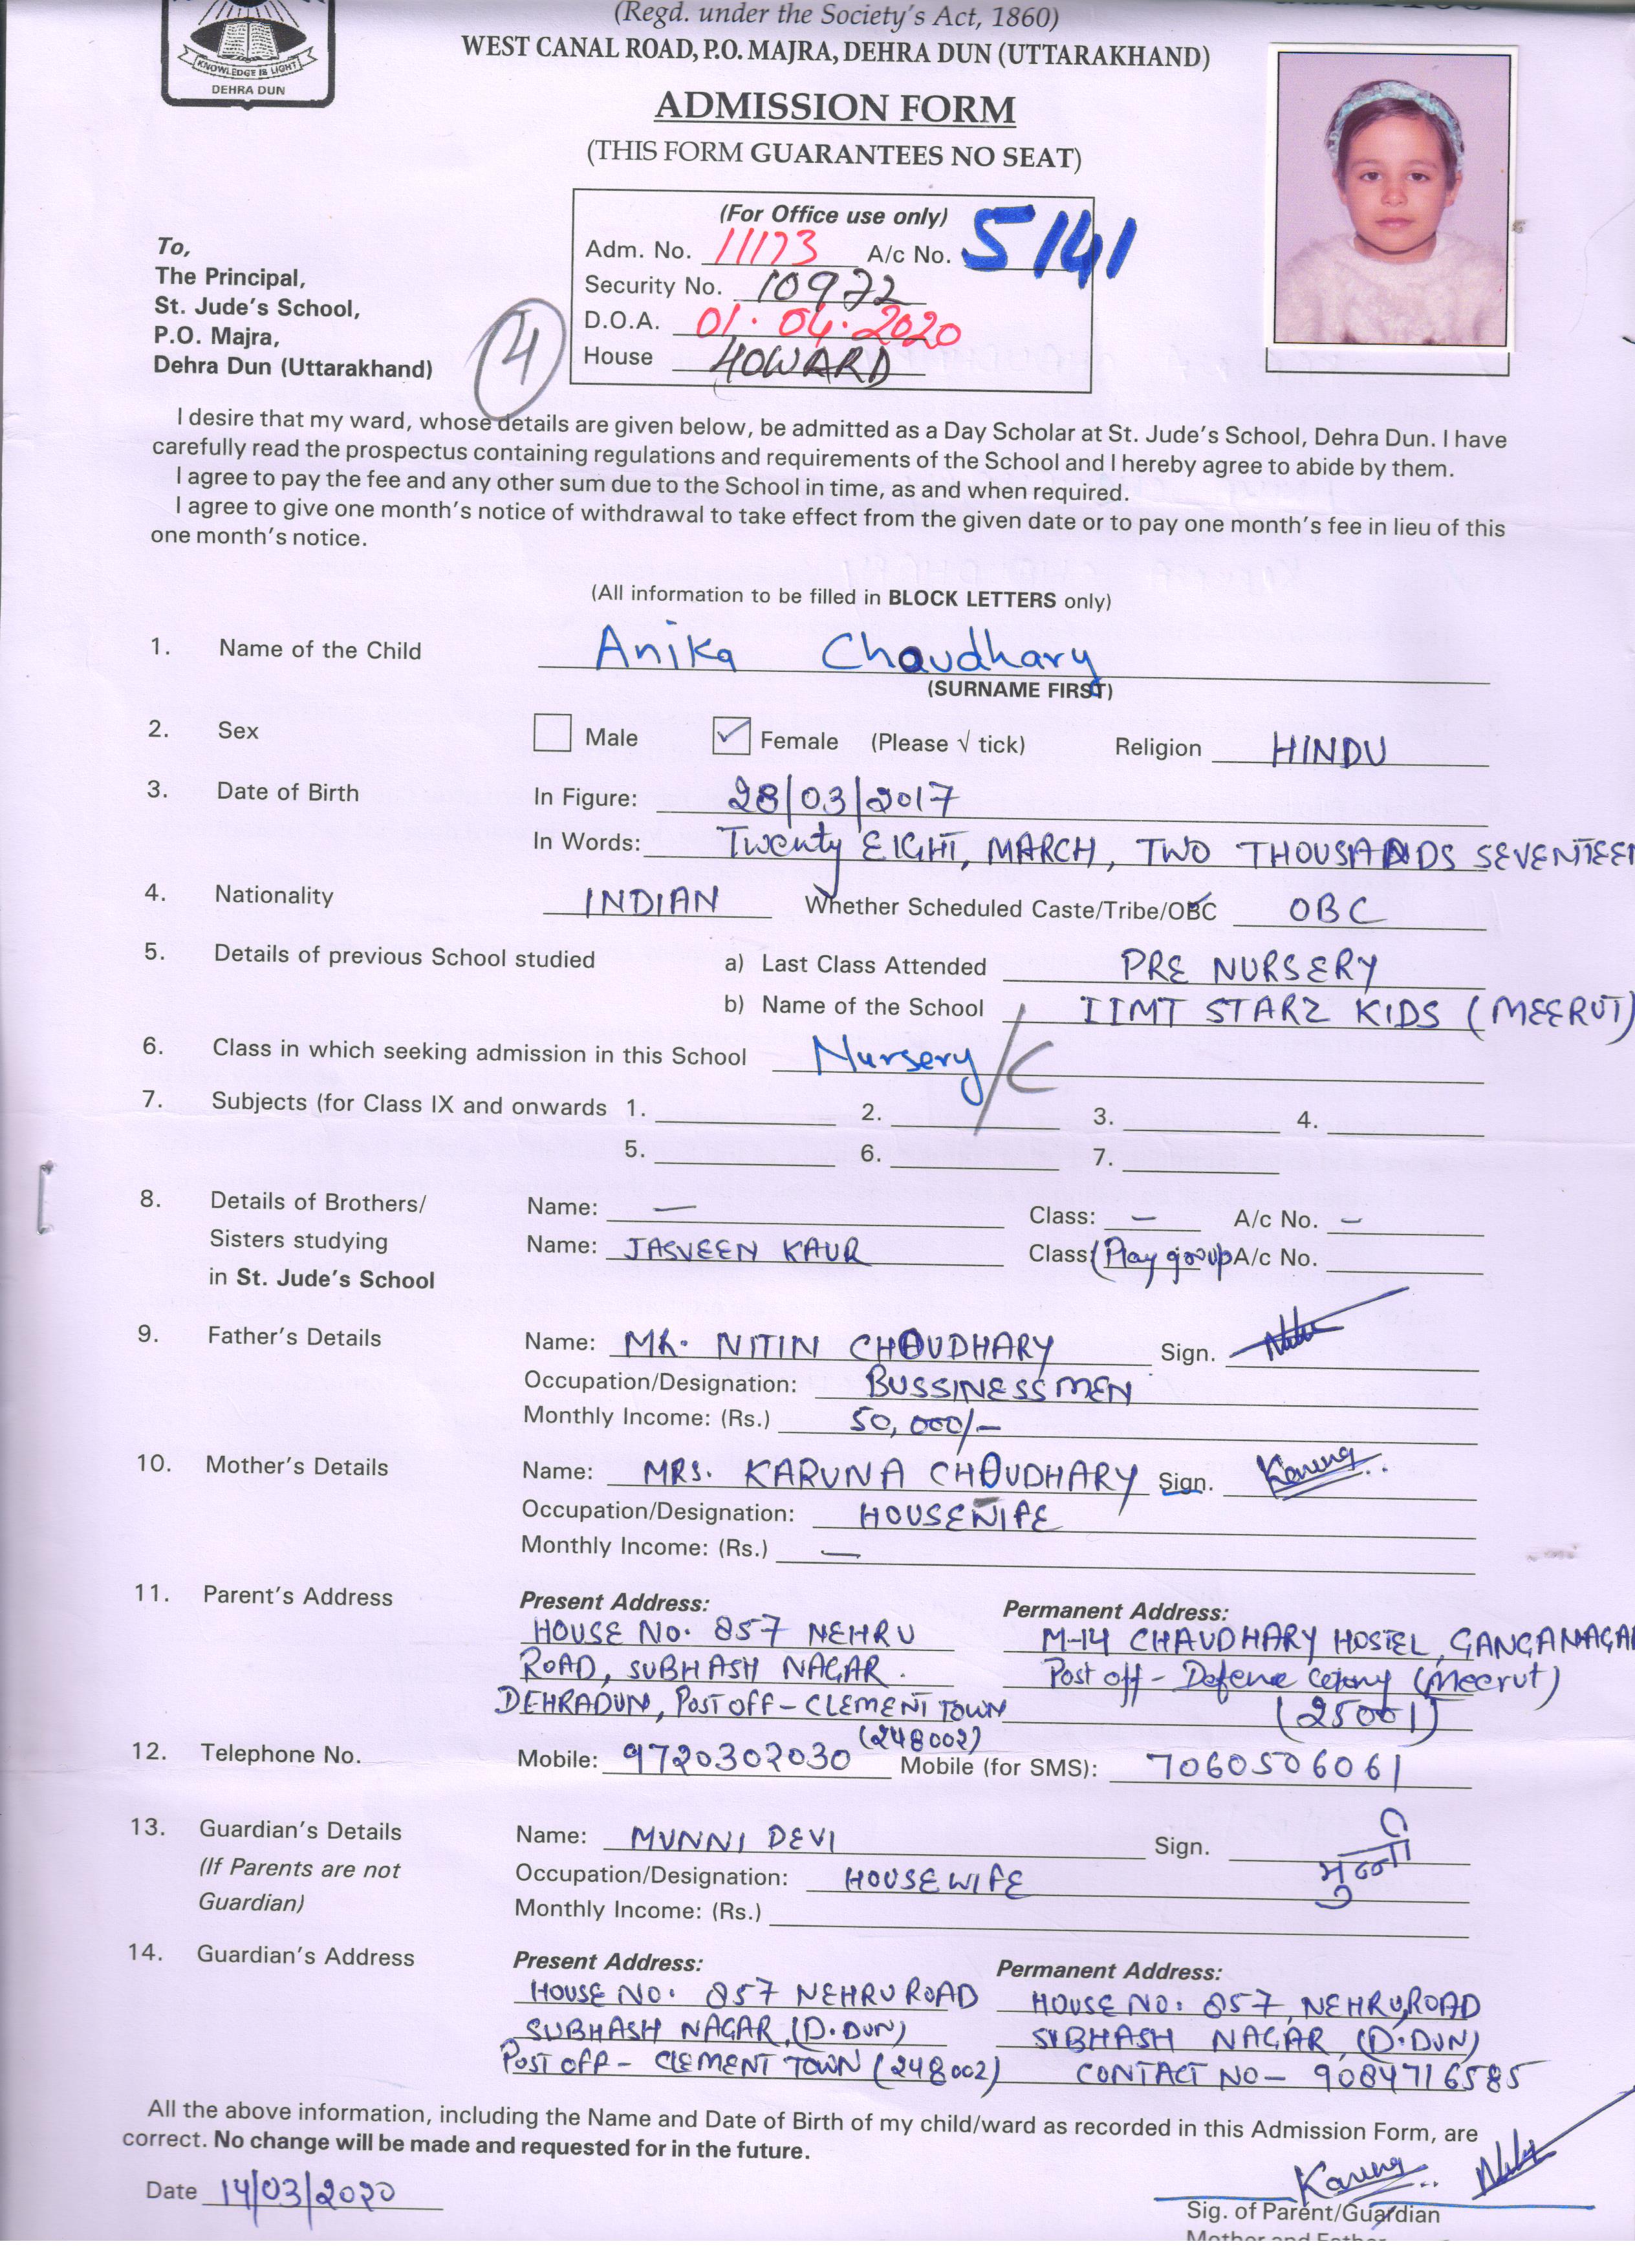 (Regd. under the Society's Act, 1860)
WEST CANAL ROAD, P.O. MAJRA, DEHRA DUN (UTTARAKHAND)
KNOWLEDGE IS LIGHT
DEHRA DUN
ADMISSION FORM
(THIS FORM GUARANTEES NO SEAT)
(For Office use only)
Adm. No. 11173 A/c No. 5141
Security No. 10972
D.O.A. 01.04.2020
House HOWARD
4
To,
The Principal,
St. Jude's School,
P.O. Majra,
Dehra Dun (Uttarakhand)
I desire that my ward, whose details are given below, be admitted as a Day Scholar at St. Jude's School, Dehra Dun. I have
carefully read the prospectus containing regulations and requirements of the School and I hereby agree to abide by them.
I agree to pay the fee and any other sum due to the School in time, as and when required.
I agree to give one month's notice of withdrawal to take effect from the given date or to pay one month's fee in lieu of this
one month's notice.
(All information to be filled in BLOCK LETTERS only)
1. Name of the Child Anika Chaudhary
(SURNAME FIRST)
2. Sex Male ✓ Female (Please √ tick) Religion HINDU
3. Date of Birth In Figure: 28/03/2017
In Words: Twenty EIGHT, MARCH, TWO THOUSANDS SEVENTEEN
4. Nationality INDIAN Whether Scheduled Caste/Tribe/OBC OBC
5. Details of previous School studied a) Last Class Attended PRE NURSERY
b) Name of the School IIMT STARZ KIDS (MEERUT)
6. Class in which seeking admission in this School Nursery/C
7. Subjects (for Class IX and onwards 1. 2. 3. 4.
5. 6. 7.
8. Details of Brothers/ Name: — Class: — A/c No. —
Sisters studying Name: JASVEEN KAUR Class: (Play group A/c No.
in St. Jude's School
9. Father's Details Name: MR. NITIN CHAUDHARY Sign.
Occupation/Designation: BUSSINESSMEN
Monthly Income: (Rs.) 50,000/-
10. Mother's Details Name: MRS. KARUNA CHAUDHARY Sign. Karuna
Occupation/Designation: HOUSEWIFE
Monthly Income: (Rs.) —
11. Parent's Address Present Address: Permanent Address:
HOUSE NO. 857 NEHRU M-14 CHAUDHARY HOSTEL, GANGANAGAR
ROAD, SUBHASH NAGAR. Post off - Defence Colony (Meerut)
DEHRADUN, Post OFF - CLEMENT TOWN (25001)
(248002)
12. Telephone No. Mobile: 9720302030 Mobile (for SMS): 7060506061
13. Guardian's Details Name: MUNNI DEVI Sign. मुन्नी
(If Parents are not Occupation/Designation: HOUSEWIFE
Guardian) Monthly Income: (Rs.)
14. Guardian's Address Present Address: Permanent Address:
HOUSE NO. 857 NEHRU ROAD HOUSE NO. 857, NEHRU, ROAD
SUBHASH NAGAR, (D.DUN) SUBHASH NAGAR, (D.DUN)
Post OFF - CLEMENT TOWN (248002) CONTACT NO - 9084716585
All the above information, including the Name and Date of Birth of my child/ward as recorded in this Admission Form, are
correct. No change will be made and requested for in the future.
Date 14/03/2020 Karuna
Sig. of Parent/Guardian
Mother and Father